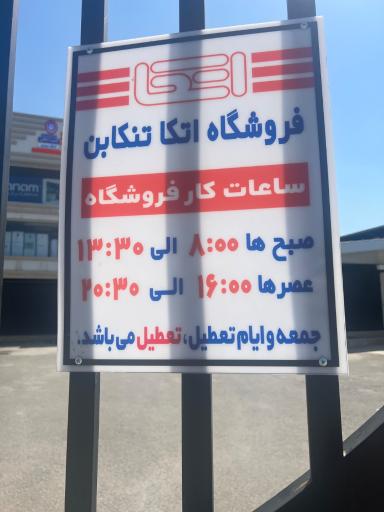 اتکا
فروشگاه اتکا تنکابن
ساعات کار فروشگاه
صبح ها ۸:۰۰ الی ۱۳:۳۰
عصرها ۱۶:۰۰ الی ۲۰:۳۰
جمعه و ایام تعطیل، تعطیل می باشد.
nam